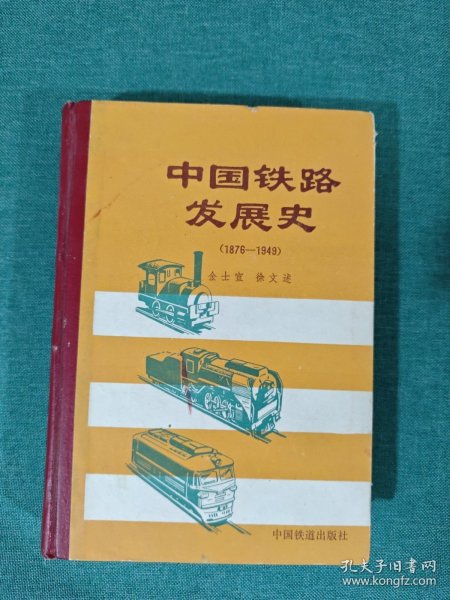 中国铁路
发展史
(1876—1949)
金士宣 徐文述
中国铁道出版社
孔夫子旧书网
www.kongfz.com